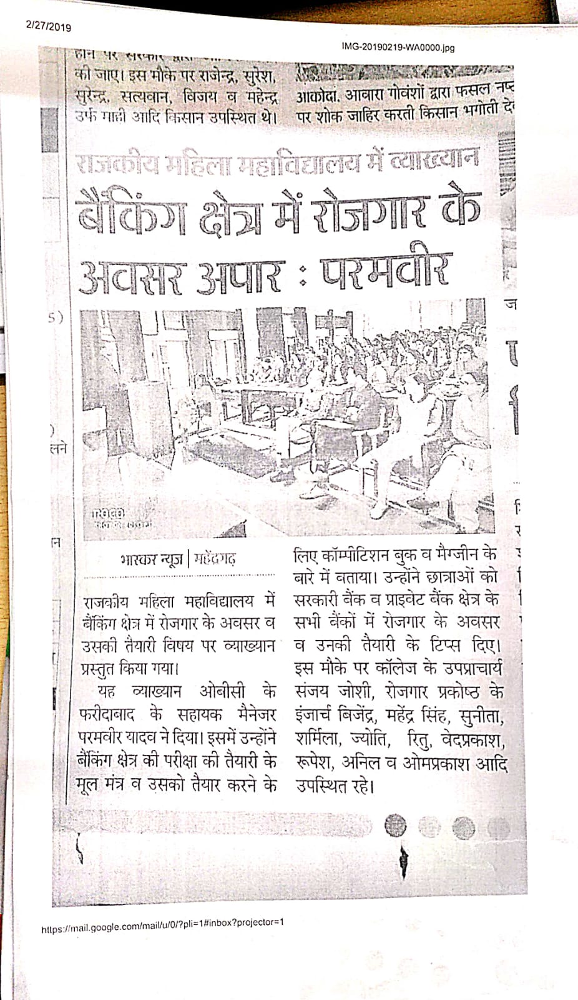 2/27/2019
IMG-20190219-WA0000.jpg
होने पर सरकार द्वारा
की जाए। इस मौके पर राजेन्द्र, सुरेश,
सुरेन्द्र, सत्यवान, विजय व महेन्द्र
उर्फ माही आदि किसान उपस्थित थे।
आकोदा. आवारा गोवंशों द्वारा फसल नष्ट
पर शोक जाहिर करती किसान भगोती दे
राजकीय महिला महाविद्यालय में व्याख्यान
बैंकिंग क्षेत्र में रोजगार के
अवसर अपार : परमवीर
5)
ज
लने
न
भास्कर न्यूज | महेंद्रगढ़
राजकीय महिला महाविद्यालय में
बैंकिंग क्षेत्र में रोजगार के अवसर व
उसकी तैयारी विषय पर व्याख्यान
प्रस्तुत किया गया।
यह व्याख्यान ओबीसी के
फरीदाबाद के सहायक मैनेजर
परमवीर यादव ने दिया। इसमें उन्होंने
बैंकिंग क्षेत्र की परीक्षा की तैयारी के
मूल मंत्र व उसको तैयार करने के
लिए कॉम्पीटिशन बुक व मैग्जीन के
बारे में बताया। उन्होंने छात्राओं को
सरकारी बैंक व प्राइवेट बैंक क्षेत्र के
सभी बैंकों में रोजगार के अवसर
व उनकी तैयारी के टिप्स दिए।
इस मौके पर कॉलेज के उपप्राचार्य
संजय जोशी, रोजगार प्रकोष्ठ के
इंजार्च बिजेंद्र, महेंद्र सिंह, सुनीता,
शर्मिला, ज्योति, रितु, वेदप्रकाश,
रूपेश, अनिल व ओमप्रकाश आदि
उपस्थित रहे।
https://mail.google.com/mail/u/0/?pli=1#inbox?projector=1